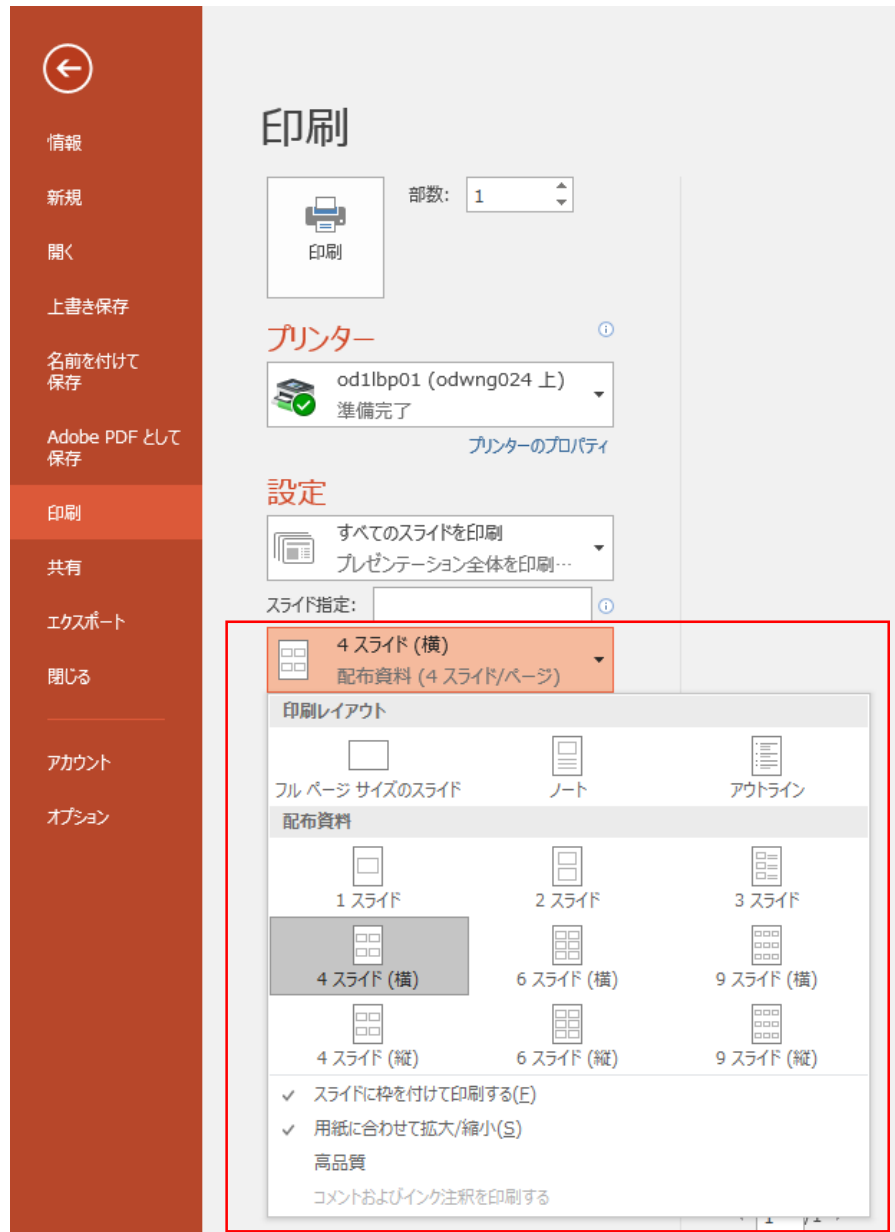 情報
新規
開く
上書き保存
名前を付けて
保存
Adobe PDF として
保存
印刷
共有
エクスポート
閉じる
アカウント
オプション
印刷
印刷
部数: 1
プリンター
od1lbp01 (odwng024 上)
準備完了
プリンターのプロパティ
設定
すべてのスライドを印刷
プレゼンテーション全体を印刷…
スライド指定:
4 スライド (横)
配布資料 (4 スライド/ページ)
印刷レイアウト
フル ページ サイズのスライド ノート アウトライン
配布資料
1 スライド 2 スライド 3 スライド
4 スライド (横) 6 スライド (横) 9 スライド (横)
4 スライド (縦) 6 スライド (縦) 9 スライド (縦)
スライドに枠を付けて印刷する(F)
用紙に合わせて拡大/縮小(S)
高品質
コメントおよびインク注釈を印刷する